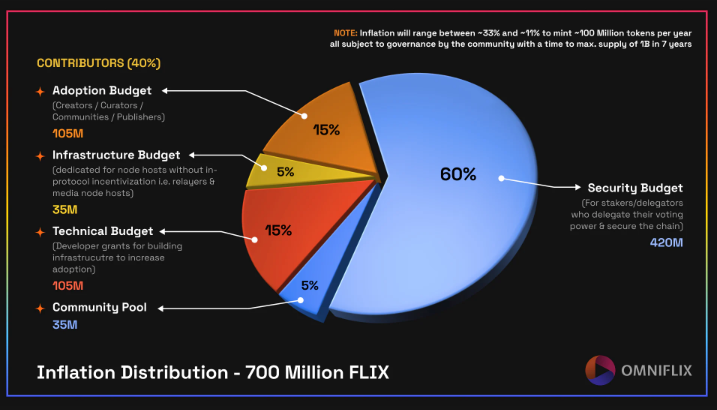 NOTE: Inflation will range between ~33% and ~11% to mint ~100 Million tokens per year
all subject to governance by the community with a time to max. supply of 1B in 7 years
CONTRIBUTORS (40%)
Adoption Budget
(Creators / Curators /
Communities / Publishers)
105M
Infrastructure Budget
(dedicated for node hosts without in-
protocol incentivization i.e. relayers &
media node hosts)
35M
Technical Budget
(Developer grants for building
infrastrucutre to increase
adoption)
105M
Community Pool
35M
15%
5%
15%
5%
60%
Security Budget
(For stakers/delegators
who delegate their voting
power & secure the chain)
420M
Inflation Distribution - 700 Million FLIX
OMNIFLIX